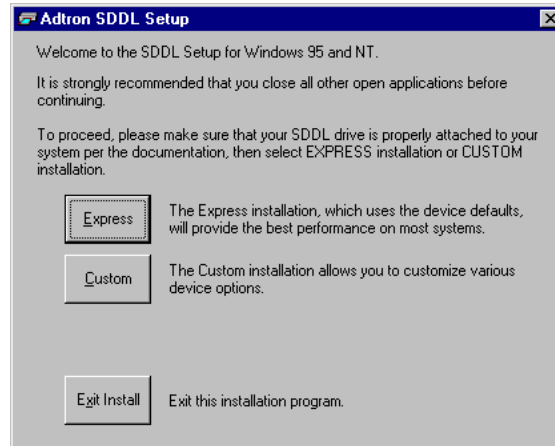 Adtron SDDL Setup
Welcome to the SDDL Setup for Windows 95 and NT.
It is strongly recommended that you close all other open applications before
continuing.
To proceed, please make sure that your SDDL drive is properly attached to your
system per the documentation, then select EXPRESS installation or CUSTOM
installation.
Express
The Express installation, which uses the device defaults,
will provide the best performance on most systems.
Custom
The Custom installation allows you to customize various
device options.
Exit Install
Exit this installation program.